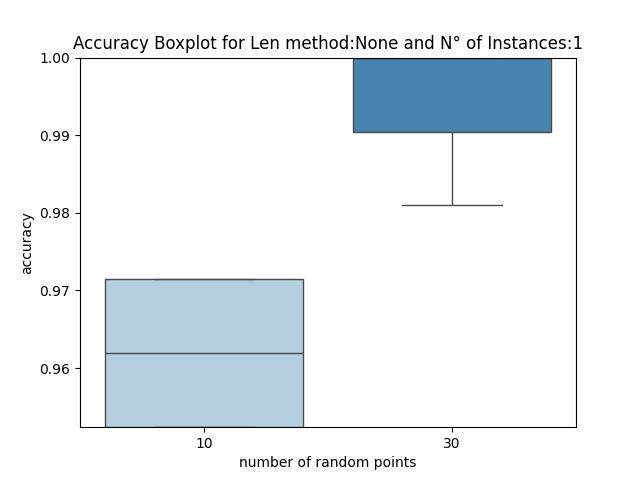 Accuracy Boxplot for Len method:None and N° of Instances:1
1.00
0.99
0.98
0.97
0.96
accuracy
10
30
number of random points